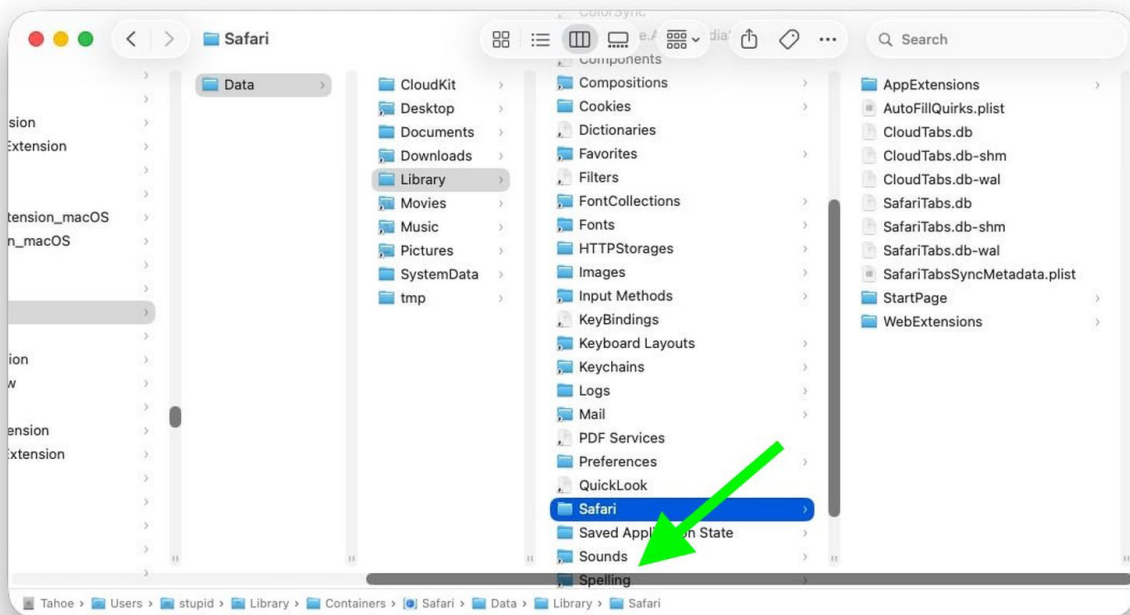 Safari
Search
sion
Extension
tension_macOS
n_macOS
ion
w
ension
Extension
Data
CloudKit
Desktop
Documents
Downloads
Library
Movies
Music
Pictures
SystemData
tmp
ColorSync
Components
Compositions
Cookies
Dictionaries
Favorites
Filters
FontCollections
Fonts
HTTPStorages
Images
Input Methods
KeyBindings
Keyboard Layouts
Keychains
Logs
Mail
PDF Services
Preferences
QuickLook
Safari
Saved Appl n State
Sounds
Spelling
AppExtensions
AutoFillQuirks.plist
CloudTabs.db
CloudTabs.db-shm
CloudTabs.db-wal
SafariTabs.db
SafariTabs.db-shm
SafariTabs.db-wal
SafariTabsSyncMetadata.plist
StartPage
WebExtensions
Tahoe › Users › stupid › Library › Containers › Safari › Data › Library › Safari